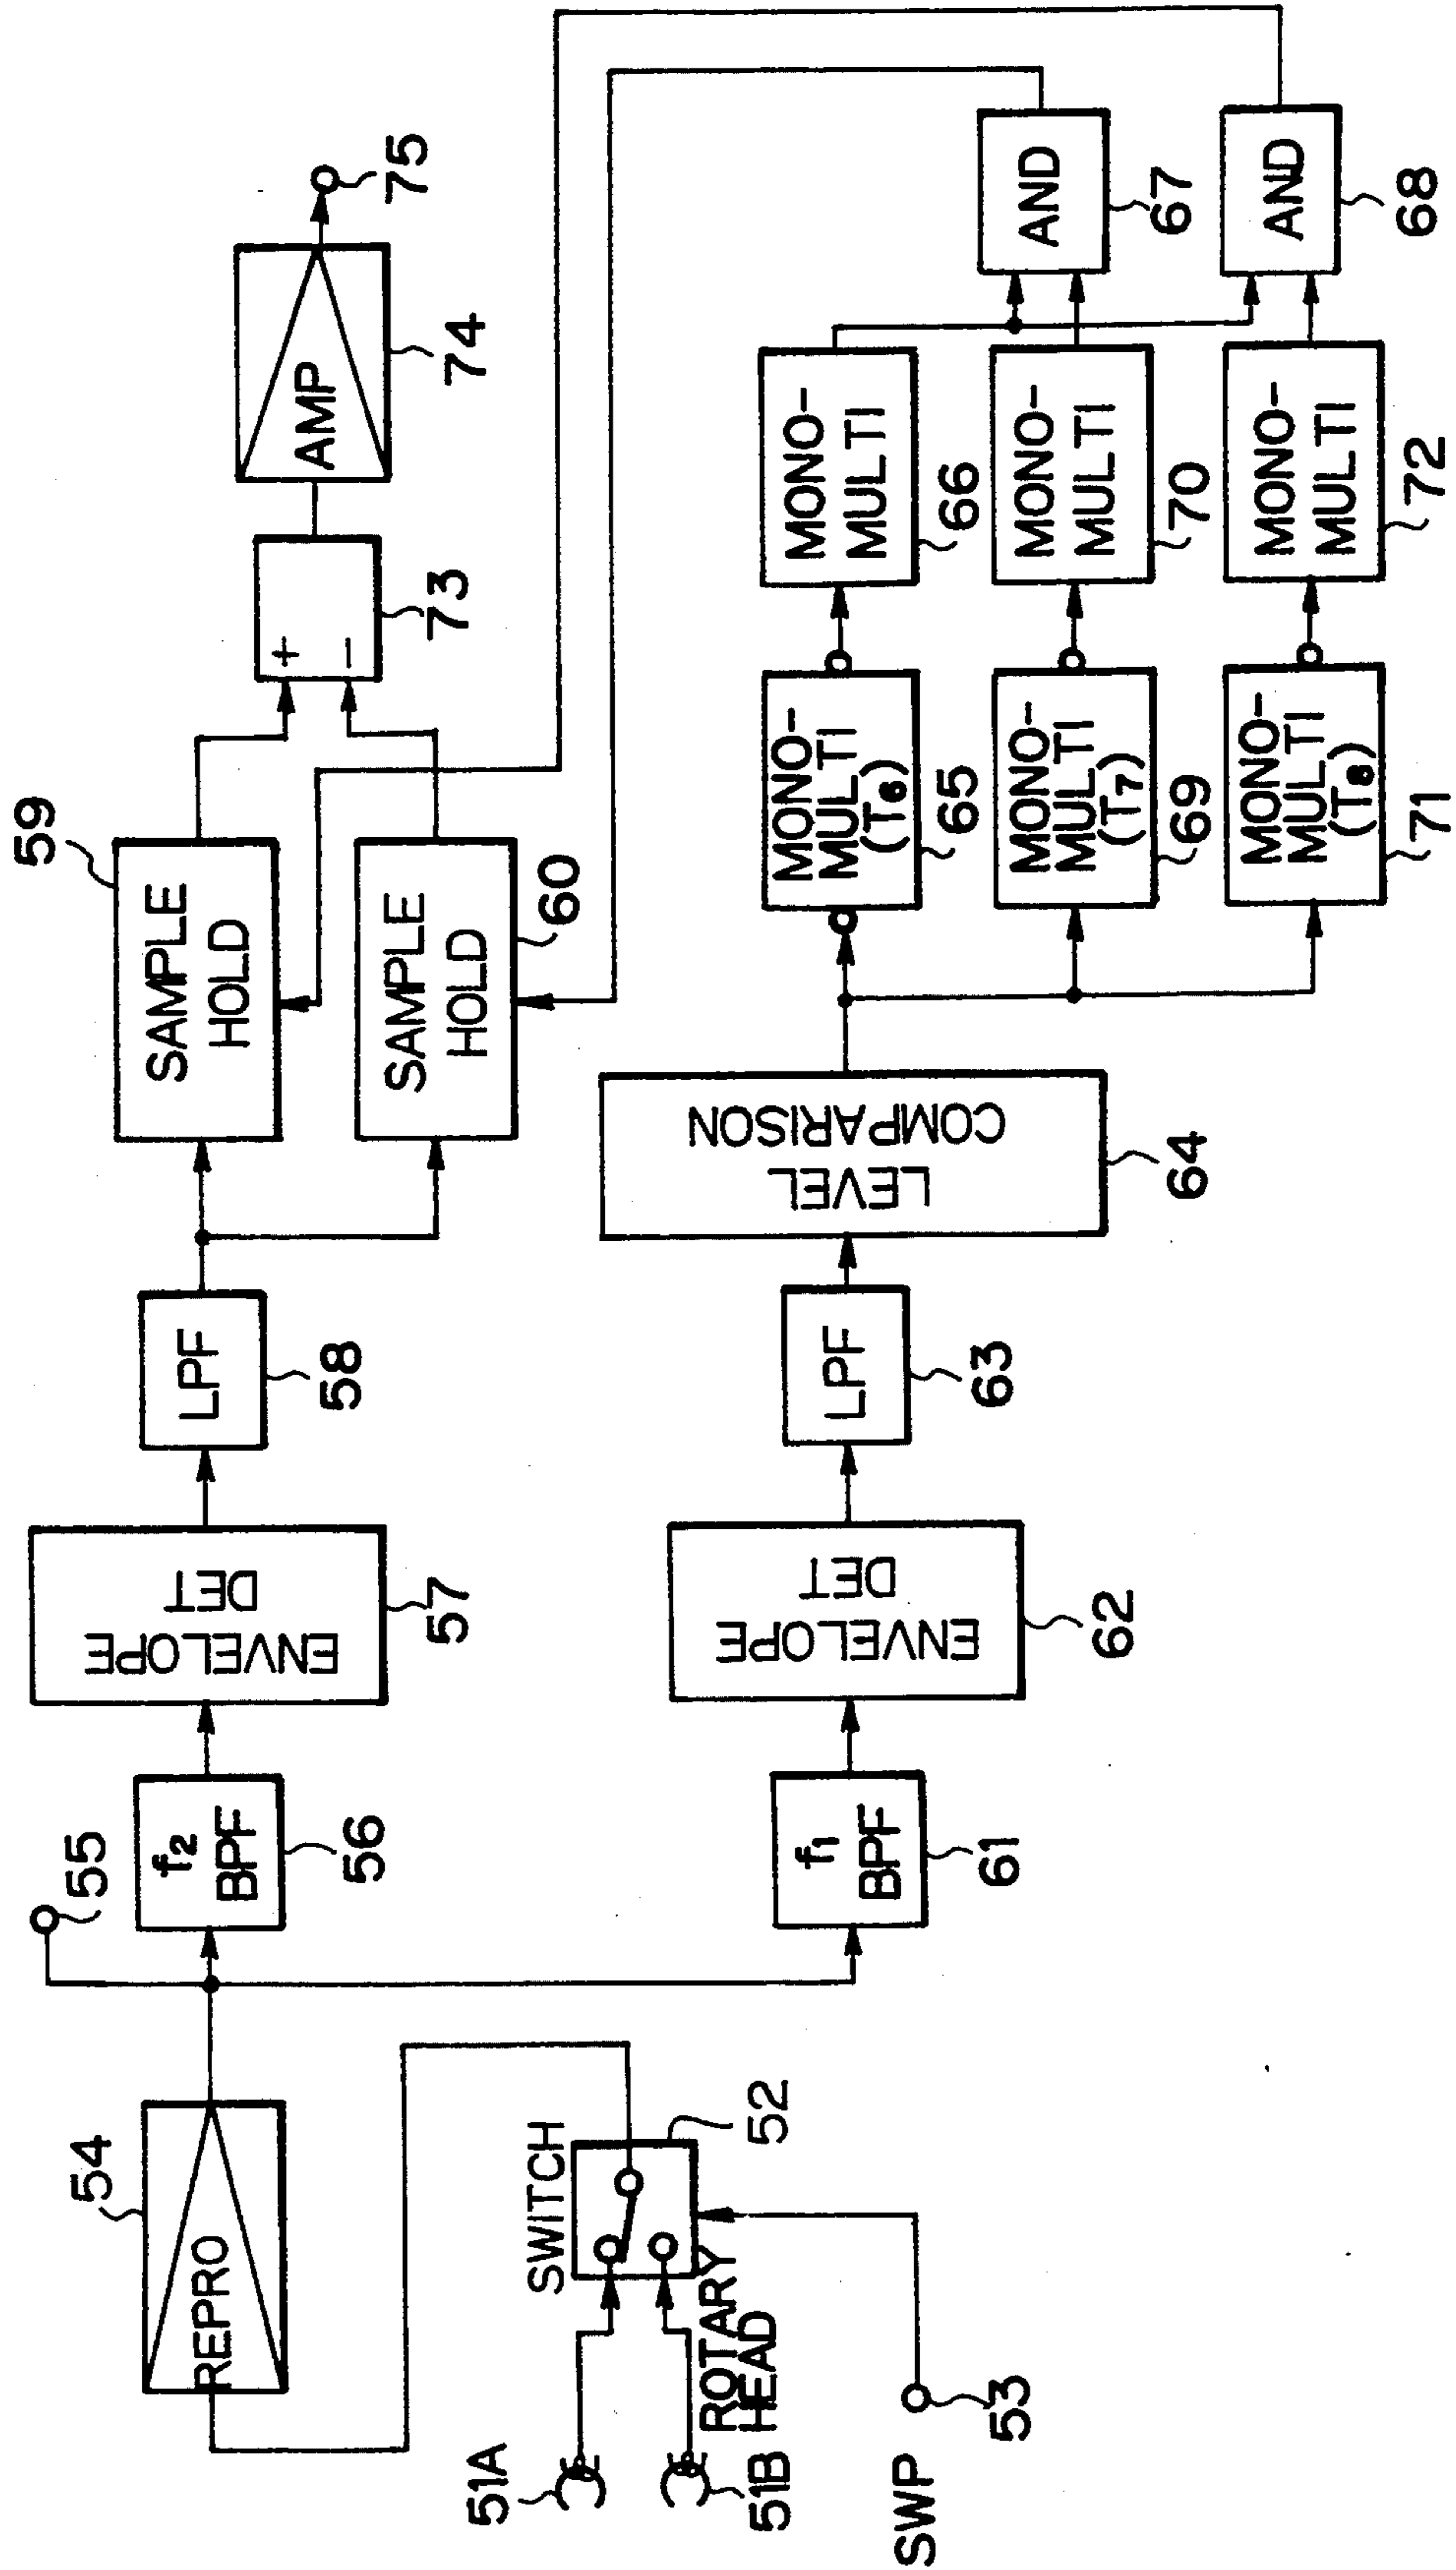 51A
51B
ROTARY
HEAD
SWP
53
SWITCH
52
54
REPRO
55
f2
BPF
56
ENVELOPE
DET
57
LPF
58
59
SAMPLE
HOLD
SAMPLE
HOLD
60
+
−
73
AMP
74
75
f1
BPF
61
ENVELOPE
DET
62
LPF
63
LEVEL
COMPARISON
64
MONO-
MULTI
(T6)
65
MONO-
MULTI
66
MONO-
MULTI
(T7)
69
MONO-
MULTI
70
MONO-
MULTI
(T8)
71
MONO-
MULTI
72
AND
67
AND
68